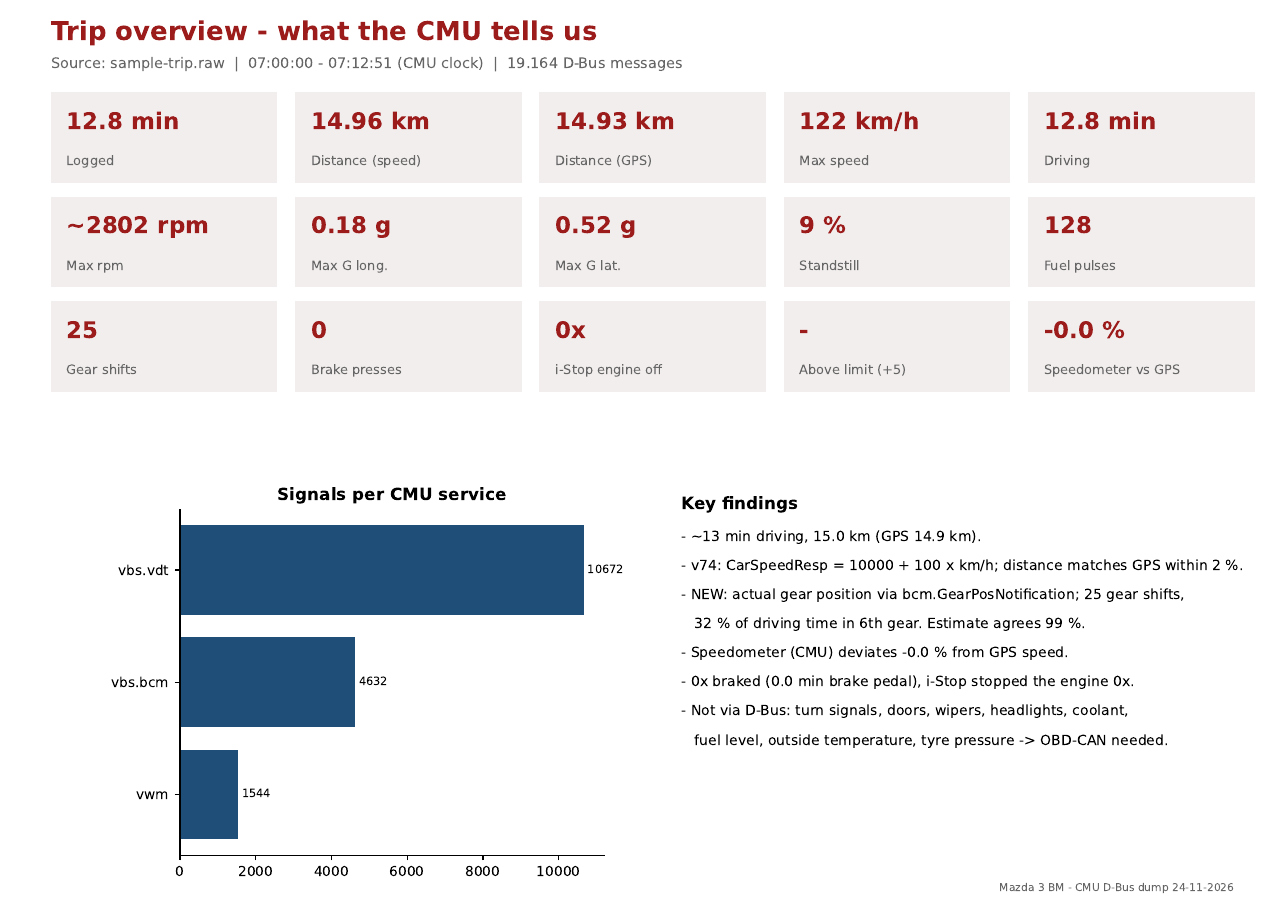 Trip overview - what the CMU tells us
Source: sample-trip.raw | 07:00:00 - 07:12:51 (CMU clock) | 19.164 D-Bus messages
12.8 min
Logged
14.96 km
Distance (speed)
14.93 km
Distance (GPS)
122 km/h
Max speed
12.8 min
Driving
~2802 rpm
Max rpm
0.18 g
Max G long.
0.52 g
Max G lat.
9 %
Standstill
128
Fuel pulses
25
Gear shifts
0
Brake presses
0x
i-Stop engine off
-
Above limit (+5)
-0.0 %
Speedometer vs GPS
Signals per CMU service
vbs.vdt
10672
vbs.bcm
4632
vwm
1544
0 2000 4000 6000 8000 10000
Key findings
- ~13 min driving, 15.0 km (GPS 14.9 km).
- v74: CarSpeedResp = 10000 + 100 x km/h; distance matches GPS within 2 %.
- NEW: actual gear position via bcm.GearPosNotification; 25 gear shifts,
32 % of driving time in 6th gear. Estimate agrees 99 %.
- Speedometer (CMU) deviates -0.0 % from GPS speed.
- 0x braked (0.0 min brake pedal), i-Stop stopped the engine 0x.
- Not via D-Bus: turn signals, doors, wipers, headlights, coolant,
fuel level, outside temperature, tyre pressure -> OBD-CAN needed.
Mazda 3 BM - CMU D-Bus dump 24-11-2026